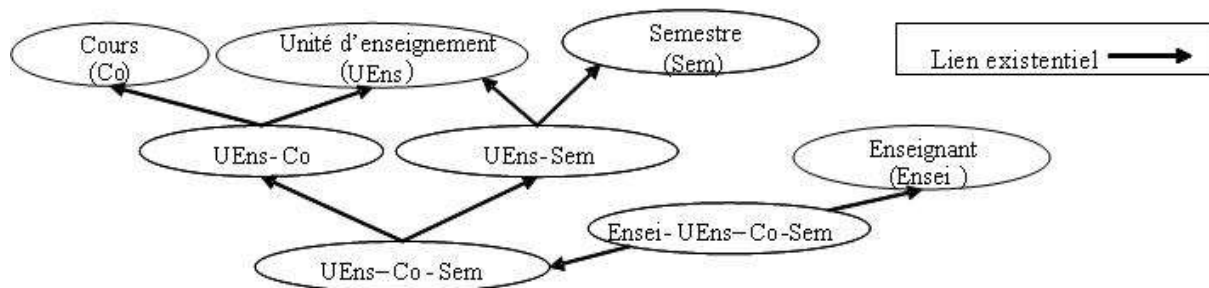 Cours
(Co)
Unité d'enseignement
(UEns)
Semestre
(Sem)
Lien existentiel
UEns-Co
UEns-Sem
Enseignant
(Ensei )
Ensei- UEns–Co-Sem
UEns–Co - Sem